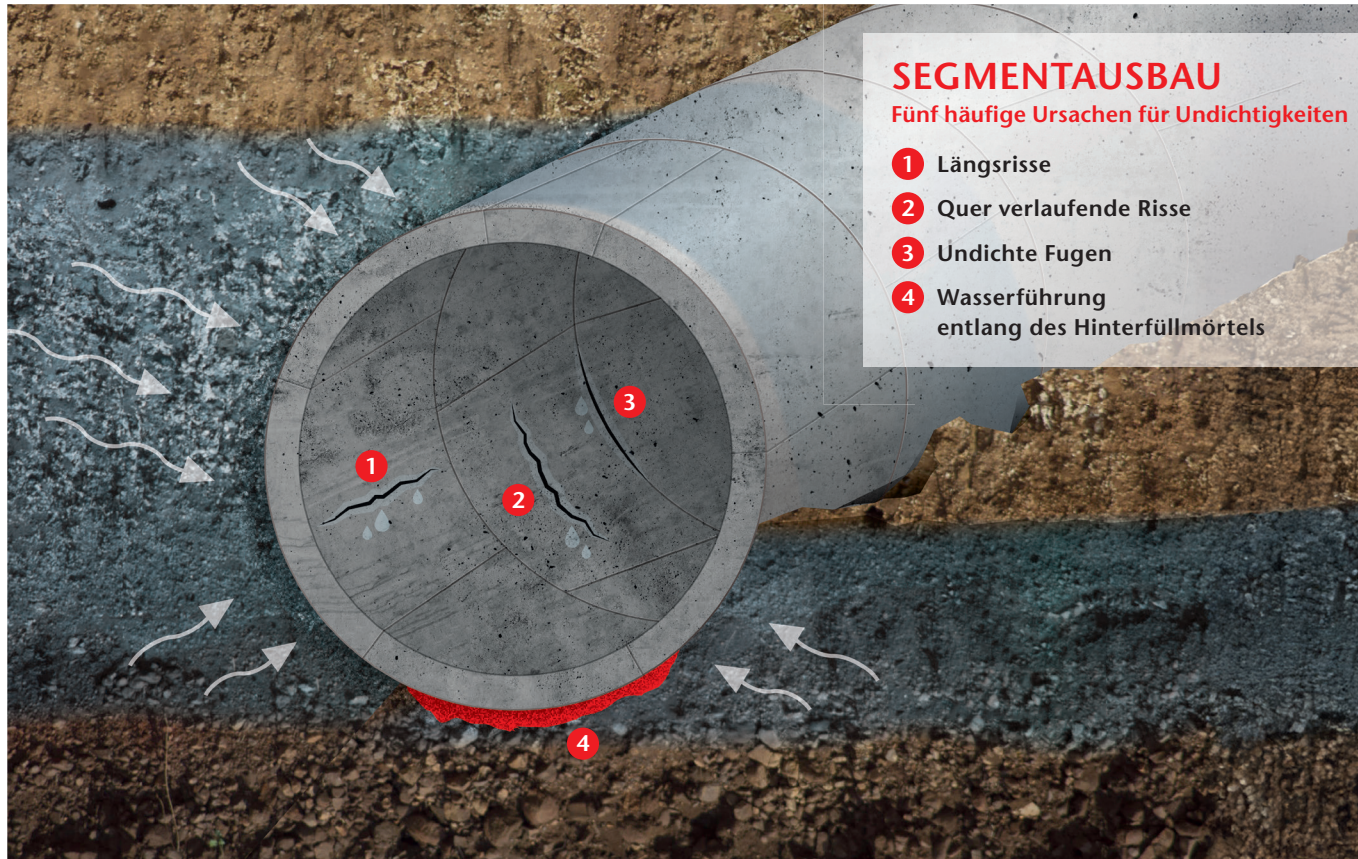 SEGMENTAUSBAU
Fünf häufige Ursachen für Undichtigkeiten
1 Längsrisse
2 Quer verlaufende Risse
3 Undichte Fugen
4 Wasserführung
entlang des Hinterfüllmörtels
3
1
2
4